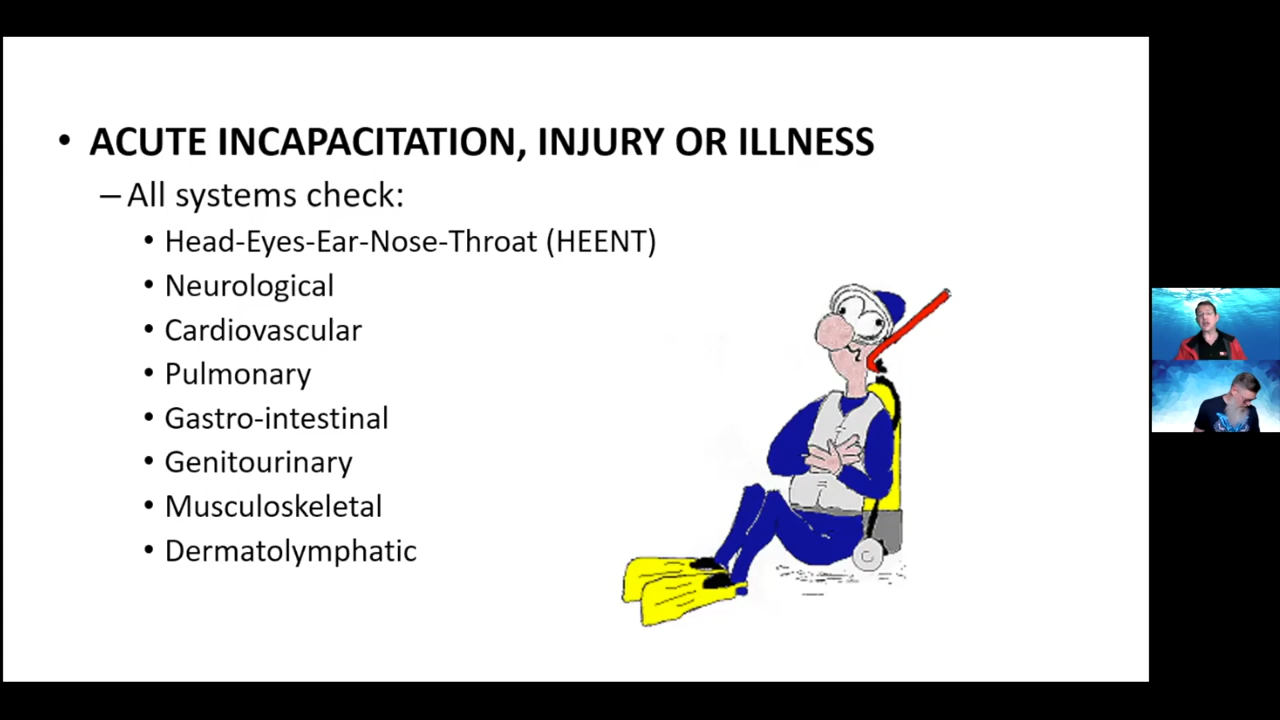 • ACUTE INCAPACITATION, INJURY OR ILLNESS
– All systems check:
• Head-Eyes-Ear-Nose-Throat (HEENT)
• Neurological
• Cardiovascular
• Pulmonary
• Gastro-intestinal
• Genitourinary
• Musculoskeletal
• Dermatolymphatic